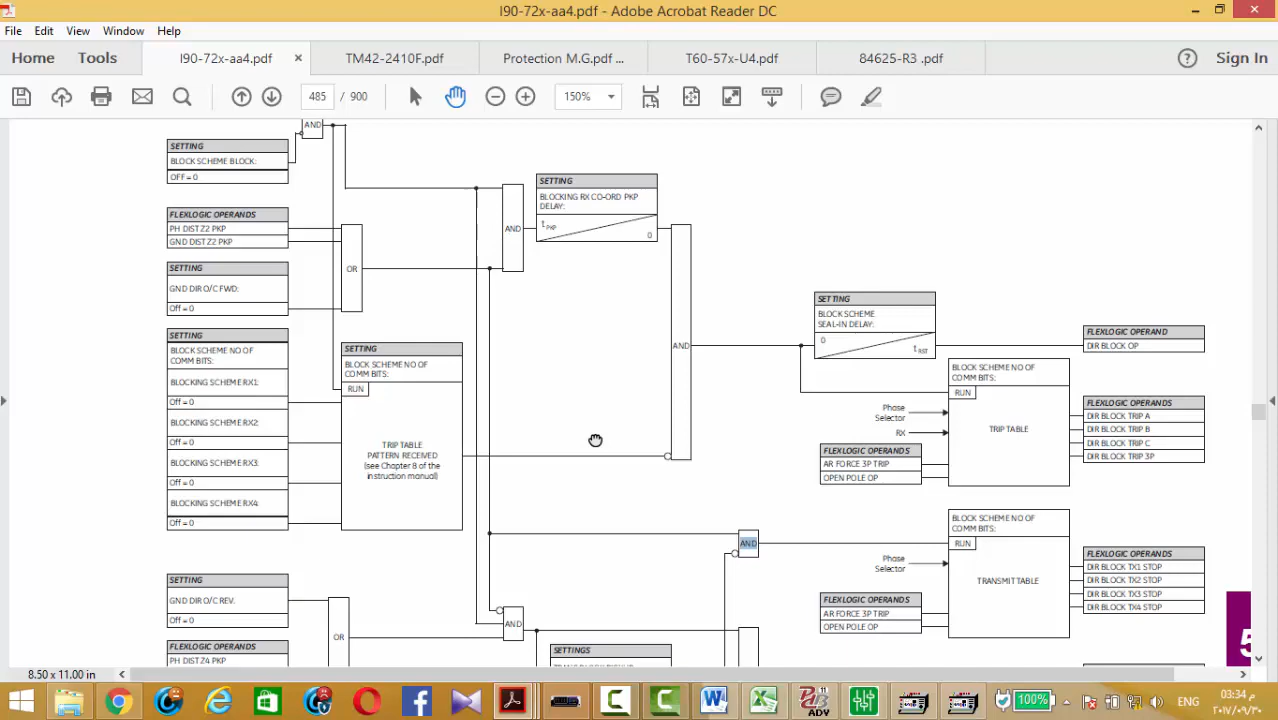 I90-72x-aa4.pdf - Adobe Acrobat Reader DC
File Edit View Window Help
Home Tools I90-72x-aa4.pdf × TM42-2410F.pdf Protection M.G.pdf ... T60-57x-U4.pdf 84625-R3 .pdf Sign In
485 / 900 150%
AND
SETTING
BLOCK SCHEME BLOCK:
OFF = 0
FLEXLOGIC OPERANDS
PH DIST Z2 PKP
GND DIST Z2 PKP
OR
SETTING
GND DIR O/C FWD:
Off = 0
AND
SETTING
BLOCKING RX CO-ORD PKP
DELAY:
t PKP
0
SETTING
BLOCK SCHEME NO OF
COMM BITS:
BLOCKING SCHEME RX1:
Off = 0
BLOCKING SCHEME RX2:
Off = 0
BLOCKING SCHEME RX3:
Off = 0
BLOCKING SCHEME RX4:
Off = 0
SETTING
BLOCK SCHEME NO OF
COMM BITS:
RUN
TRIP TABLE
PATTERN RECEIVED
(see Chapter 8 of the
instruction manual)
AND
SETTING
BLOCK SCHEME
SEAL-IN DELAY:
0
t RST
FLEXLOGIC OPERAND
DIR BLOCK OP
BLOCK SCHEME NO OF
COMM BITS:
RUN
Phase
Selector
RX
TRIP TABLE
FLEXLOGIC OPERANDS
AR FORCE 3P TRIP
OPEN POLE OP
FLEXLOGIC OPERANDS
DIR BLOCK TRIP A
DIR BLOCK TRIP B
DIR BLOCK TRIP C
DIR BLOCK TRIP 3P
AND
BLOCK SCHEME NO OF
COMM BITS:
RUN
Phase
Selector
TRANSMIT TABLE
FLEXLOGIC OPERANDS
AR FORCE 3P TRIP
OPEN POLE OP
FLEXLOGIC OPERANDS
DIR BLOCK TX1 STOP
DIR BLOCK TX2 STOP
DIR BLOCK TX3 STOP
DIR BLOCK TX4 STOP
SETTING
GND DIR O/C REV:
Off = 0
FLEXLOGIC OPERANDS
PH DIST Z4 PKP
OR
AND
SETTINGS
5
8.50 x 11.00 in
ADV
100%
ENG
03:34 م
٢٠١٧/٠٩/٣٠